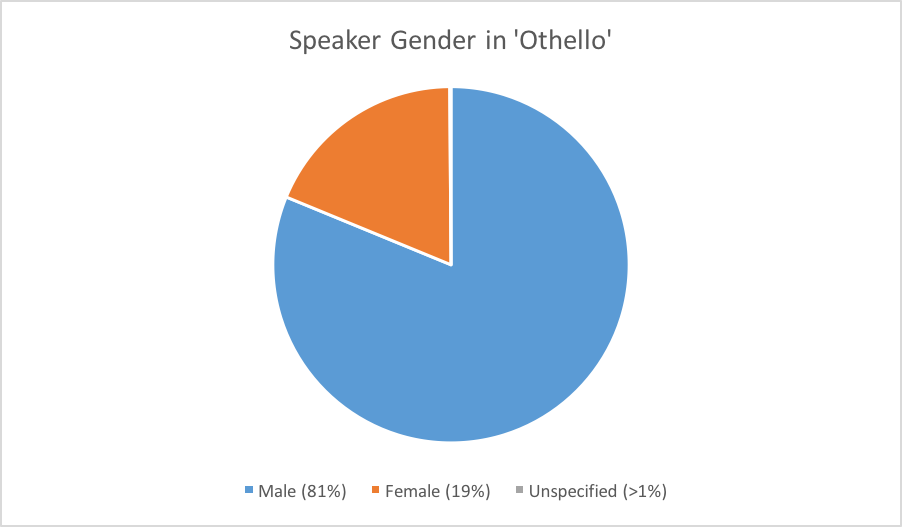 Speaker Gender in 'Othello'
Male (81%) Female (19%) Unspecified (>1%)